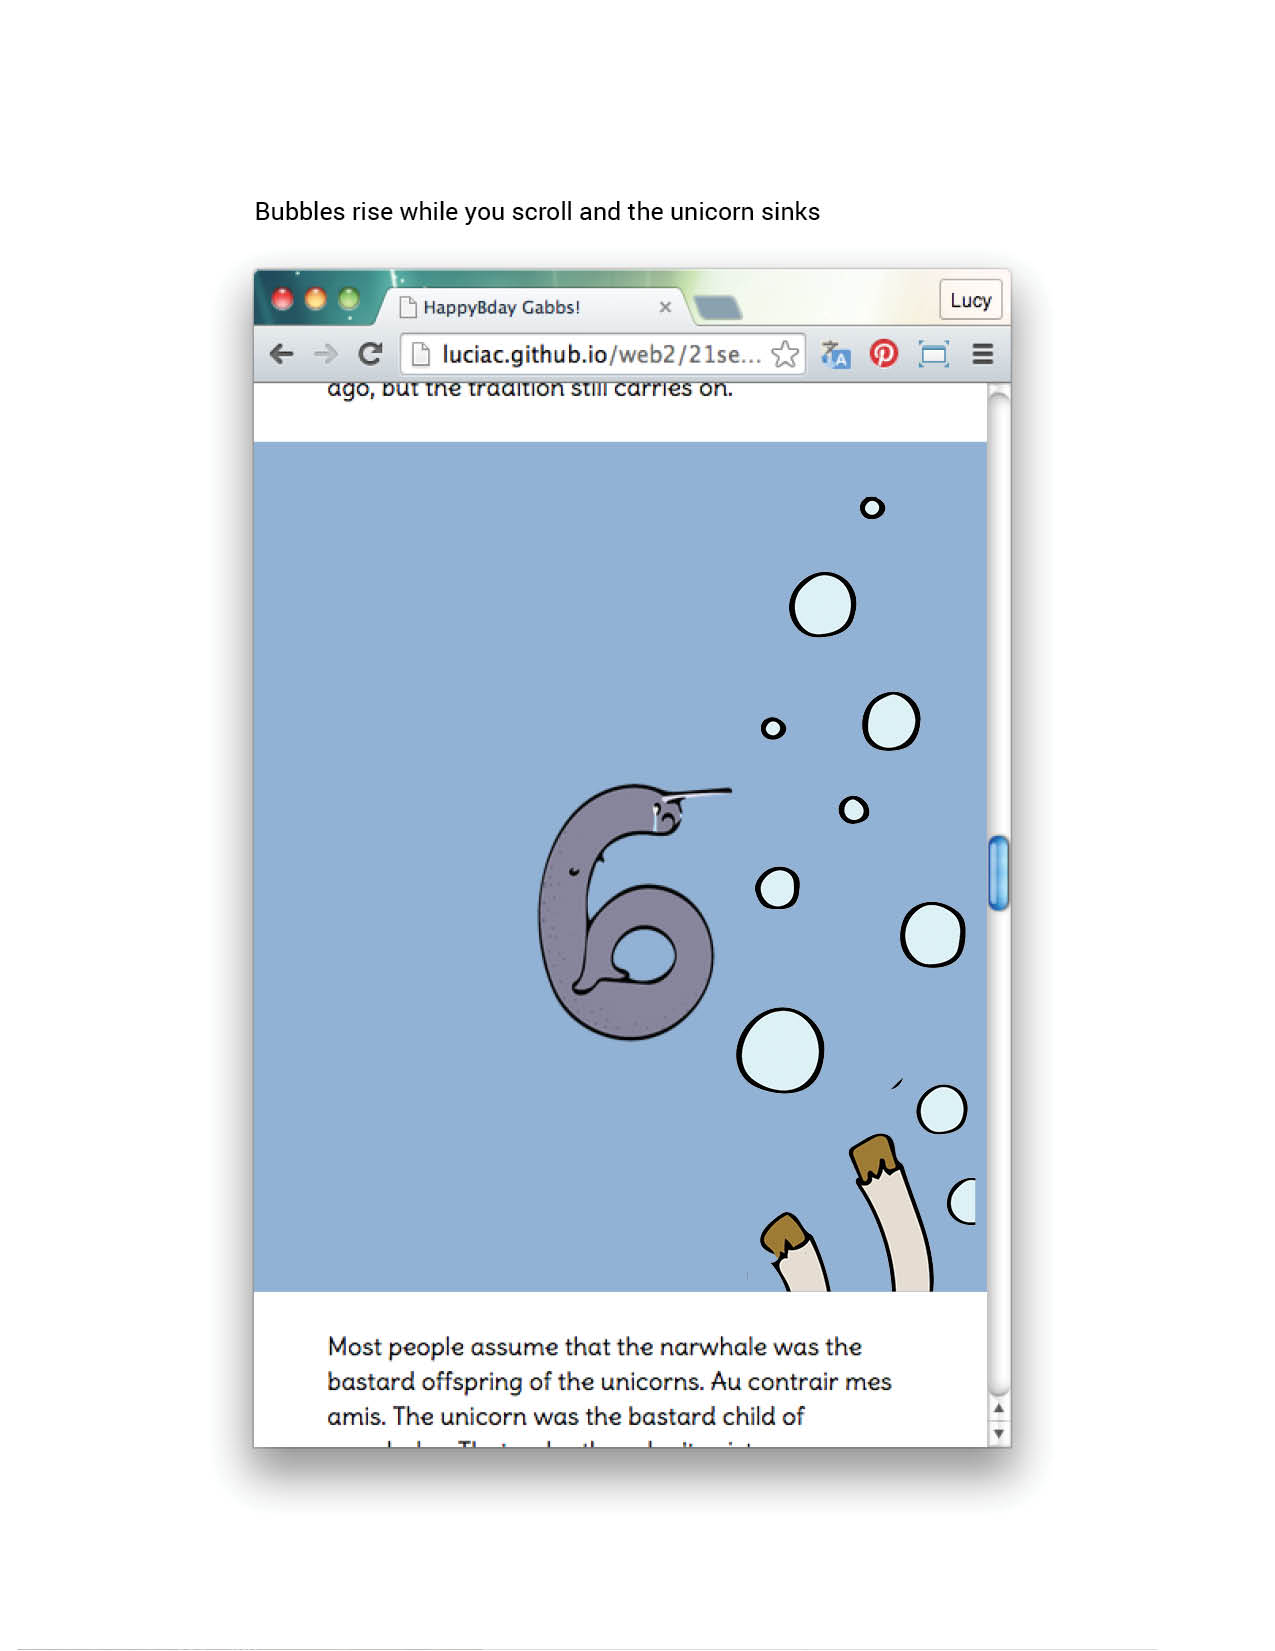 Bubbles rise while you scroll and the unicorn sinks
HappyBday Gabbs!
Lucy
luciac.github.io/web2/21se...
ago, but the tradition still carries on.
6
Most people assume that the narwhale was the
bastard offspring of the unicorns. Au contrair mes
amis. The unicorn was the bastard child of